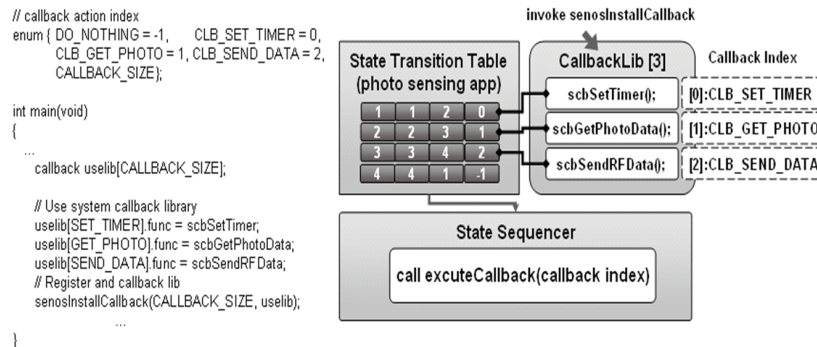 // callback action index
enum { DO_NOTHING = -1, CLB_SET_TIMER = 0,
CLB_GET_PHOTO = 1, CLB_SEND_DATA = 2,
CALLBACK_SIZE};
int main(void)
{
...
callback uselib[CALLBACK_SIZE];
// Use system callback library
uselib[SET_TIMER].func = scbSetTimer;
uselib[GET_PHOTO].func = scbGetPhotoData;
uselib[SEND_DATA].func = scbSendRFData;
// Register and callback lib
senosInstallCallback(CALLBACK_SIZE, uselib);
...
}
invoke senosInstallCallback
State Transition Table
(photo sensing app)
1 1 2 0
2 2 3 1
3 3 4 2
4 4 1 -1
CallbackLib [3]
scbSetTimer();
scbGetPhotoData();
scbSendRFData();
Callback Index
[0]:CLB_SET_TIMER
[1]:CLB_GET_PHOTO
[2]:CLB_SEND_DATA
State Sequencer
call excuteCallback(callback index)